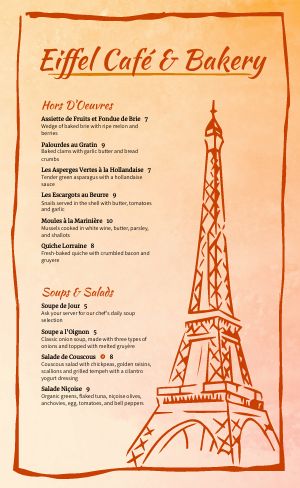 Eiffel Café & Bakery
Hors D'Oeuvres
Assiette de Fruits et Fondue de Brie 7
Wedge of baked brie with ripe melon and
berries
Palourdes au Gratin 9
Baked clams with garlic butter and bread
crumbs
Les Asperges Vertes à la Hollandaise 7
Tender green asparagus with a hollandaise
sauce
Les Escargots au Beurre 9
Snails served in the shell with butter, tomatoes
and garlic
Moules à la Marinière 10
Mussels cooked in white wine, butter, parsley,
and shallots
Quiche Lorraine 8
Fresh-baked quiche with crumbled bacon and
gruyere
Soups & Salads
Soupe de Jour 5
Ask your server for our chef's daily soup
selection
Soupe a l'Oignon 5
Classic onion soup, made with three types of
onions and topped with melted gruyère
Salade de Couscous 8
Couscous salad with chickpeas, golden raisins,
scallions and grilled tempeh with a cilantro
yogurt dressing
Salade Niçoise 9
Organic greens, flaked tuna, niçoise olives,
anchovies, egg, tomatoes, and bell peppers